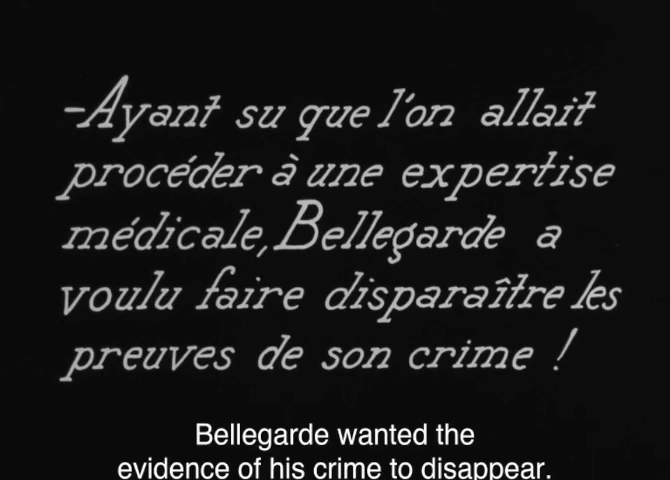 -Ayant su que l'on allait
procéder à une expertise
médicale, Bellegarde a
voulu faire disparaître les
preuves de son crime !
Bellegarde wanted the
evidence of his crime to disappear.